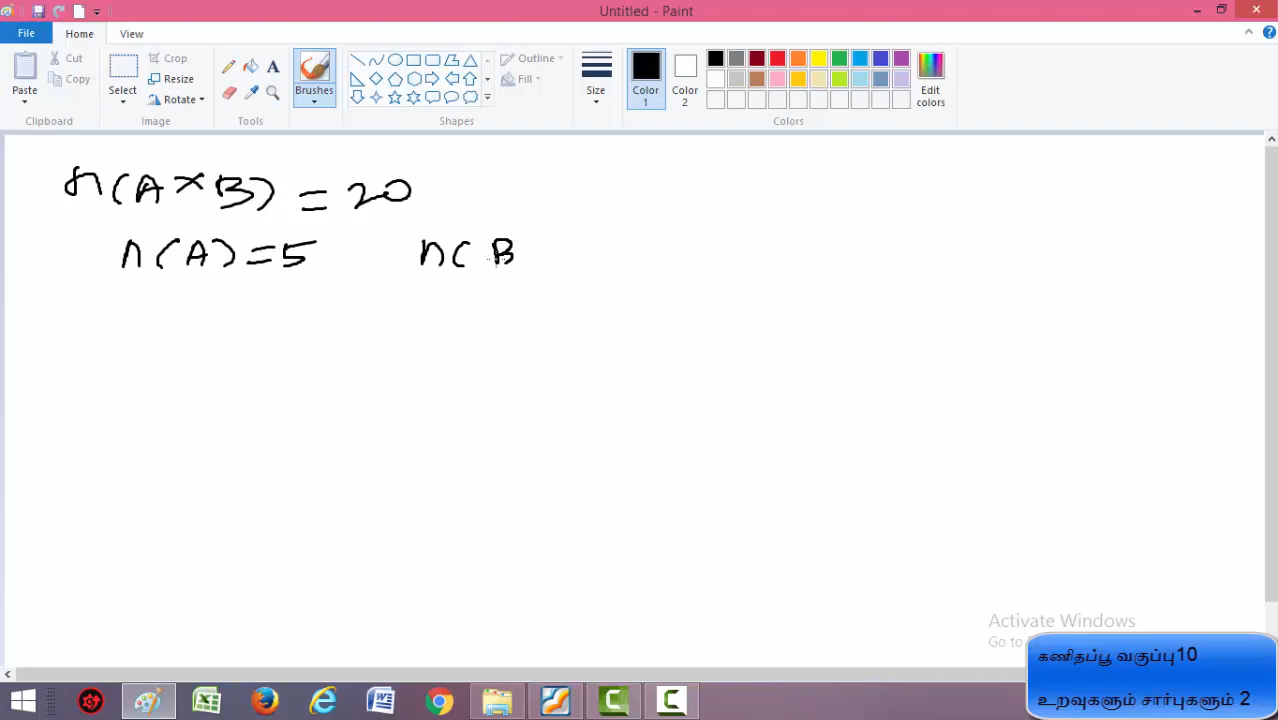 Untitled - Paint
File Home View
Cut
Copy
Paste
Clipboard
Select
Crop
Resize
Rotate
Image
Tools
Brushes
Outline
Fill
Shapes
Size
Color 1
Color 2
Edit colors
Colors
n(A×B) = 20
n(A) = 5 n(B
Activate Windows
Go to
கணிதப்பூ வகுப்பு10
உறவுகளும் சார்புகளும் 2